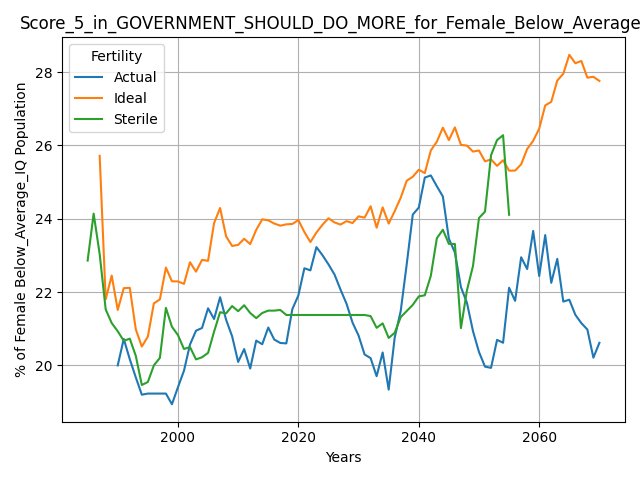 Score_5_in_GOVERNMENT_SHOULD_DO_MORE_for_Female_Below_Average
Fertility
Actual
Ideal
Sterile
% of Female Below_Average_IQ Population
28
26
24
22
20
2000 2020 2040 2060
Years